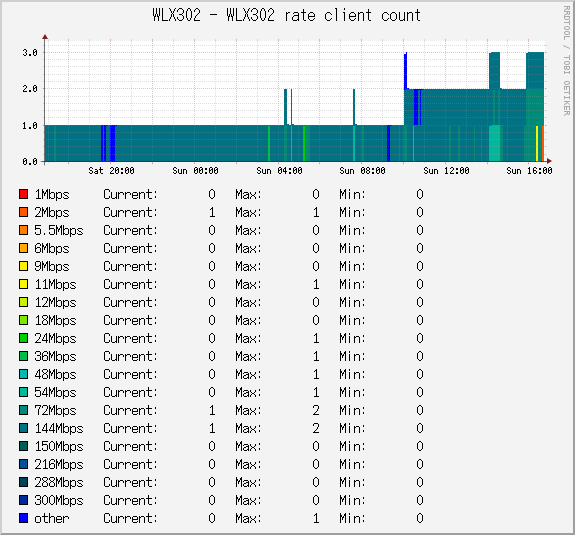 WLX302 - WLX302 rate client count
RRDTOOL / TOBI OETIKER
3.0
2.0
1.0
0.0
Sat 20:00 Sun 00:00 Sun 04:00 Sun 08:00 Sun 12:00 Sun 16:00
1Mbps Current: 0 Max: 0 Min: 0
2Mbps Current: 1 Max: 1 Min: 0
5.5Mbps Current: 0 Max: 0 Min: 0
6Mbps Current: 0 Max: 0 Min: 0
9Mbps Current: 0 Max: 0 Min: 0
11Mbps Current: 0 Max: 1 Min: 0
12Mbps Current: 0 Max: 0 Min: 0
18Mbps Current: 0 Max: 0 Min: 0
24Mbps Current: 0 Max: 1 Min: 0
36Mbps Current: 0 Max: 1 Min: 0
48Mbps Current: 0 Max: 1 Min: 0
54Mbps Current: 0 Max: 1 Min: 0
72Mbps Current: 1 Max: 2 Min: 0
144Mbps Current: 1 Max: 2 Min: 0
150Mbps Current: 0 Max: 0 Min: 0
216Mbps Current: 0 Max: 0 Min: 0
288Mbps Current: 0 Max: 0 Min: 0
300Mbps Current: 0 Max: 0 Min: 0
other Current: 0 Max: 1 Min: 0